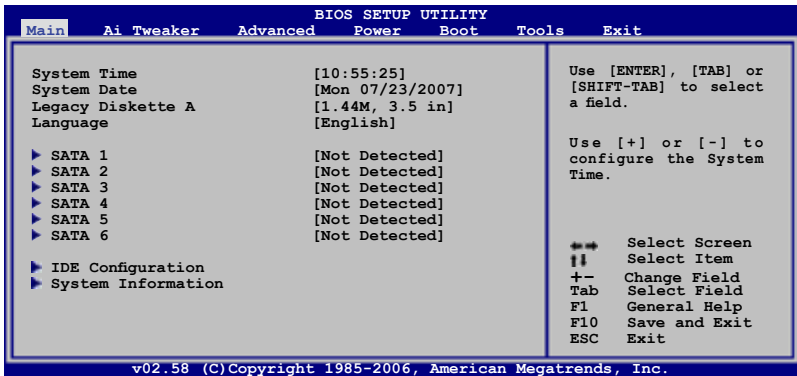 BIOS SETUP UTILITY
Main Ai Tweaker Advanced Power Boot Tools Exit
System Time [10:55:25]
System Date [Mon 07/23/2007]
Legacy Diskette A [1.44M, 3.5 in]
Language [English]
SATA 1 [Not Detected]
SATA 2 [Not Detected]
SATA 3 [Not Detected]
SATA 4 [Not Detected]
SATA 5 [Not Detected]
SATA 6 [Not Detected]
IDE Configuration
System Information
Use [ENTER], [TAB] or
[SHIFT-TAB] to select
a field.
Use [+] or [-] to
configure the System
Time.
Select Screen
Select Item
+- Change Field
Tab Select Field
F1 General Help
F10 Save and Exit
ESC Exit
v02.58 (C)Copyright 1985-2006, American Megatrends, Inc.